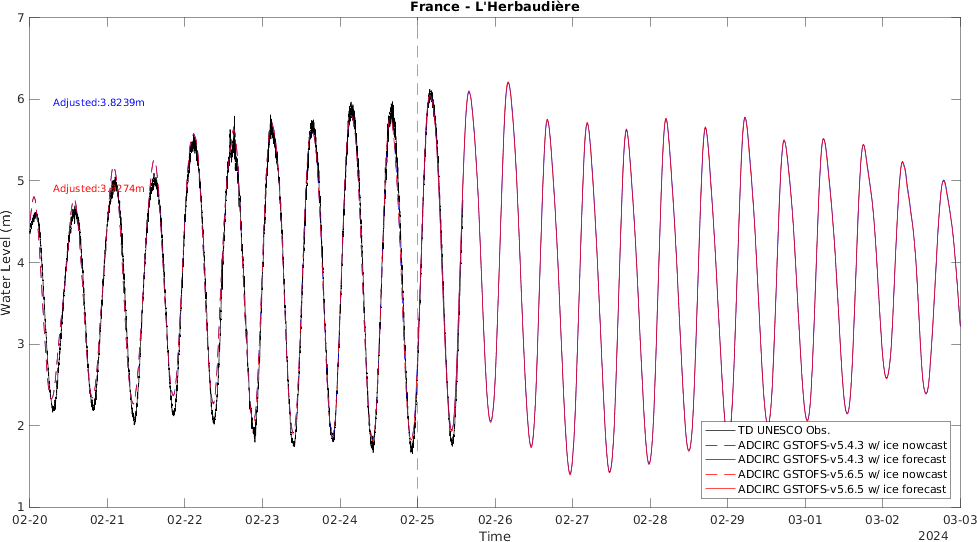 France - L'Herbaudière
7
6
5
4
3
2
1
Water Level (m)
Adjusted:3.8239m
TD UNESCO Obs.
ADCIRC GSTOFS-v5.4.3 w/ ice nowcast
ADCIRC GSTOFS-v5.4.3 w/ ice forecast
ADCIRC GSTOFS-v5.6.5 w/ ice nowcast
ADCIRC GSTOFS-v5.6.5 w/ ice forecast
02-20 02-21 02-22 02-23 02-24 02-25 02-26 02-27 02-28 02-29 03-01 03-02 03-03
Time
2024